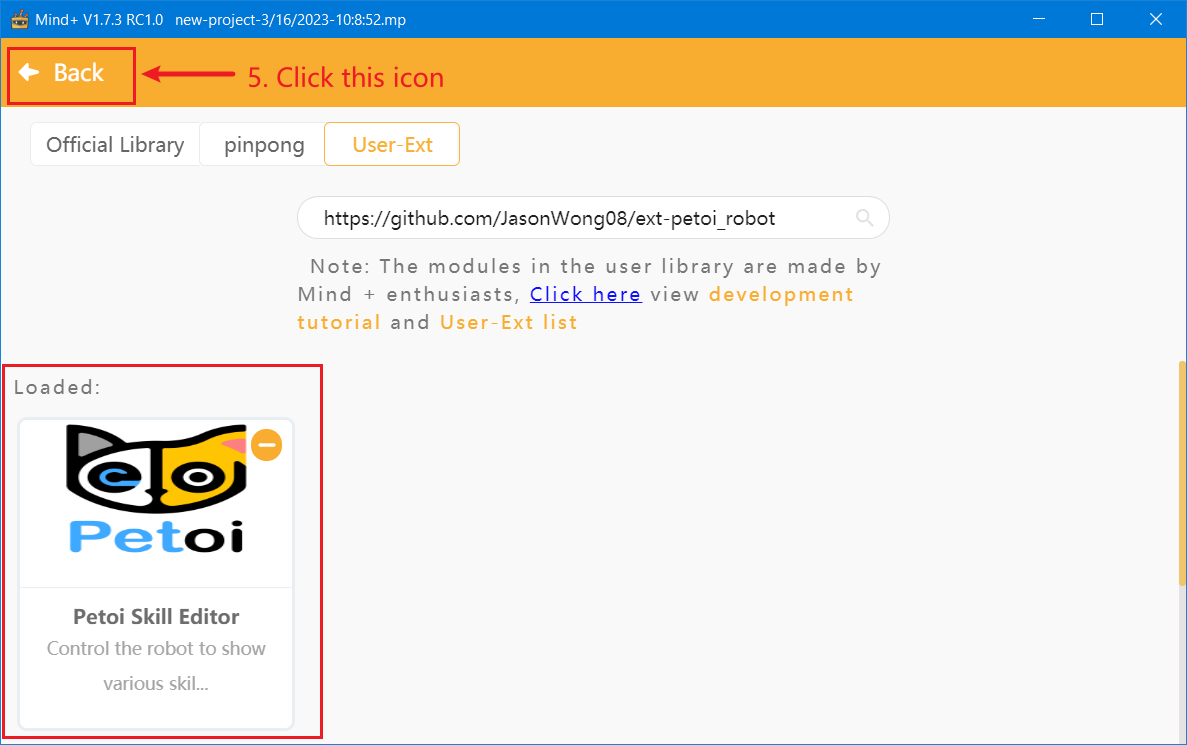 Mind+ V1.7.3 RC1.0 new-project-3/16/2023-10:8:52.mp
Back
5. Click this icon
Official Library
pinpong
User-Ext
https://github.com/JasonWong08/ext-petoi_robot
Note: The modules in the user library are made by
Mind + enthusiasts, Click here view development
tutorial and User-Ext list
Loaded:
Petoi
Petoi Skill Editor
Control the robot to show
various skil...